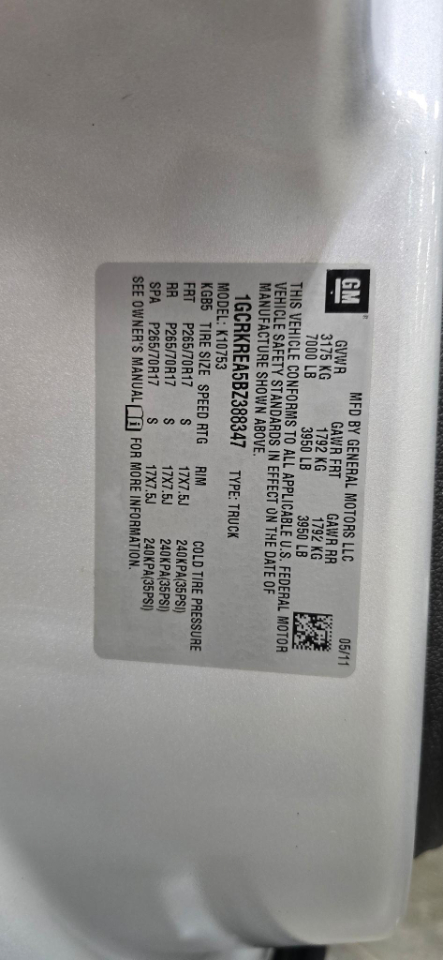 GM
MFD BY GENERAL MOTORS LLC 05/11
GVWR GAWR FRT GAWR RR
3175 KG 1792 KG 1792 KG
7000 LB 3950 LB 3950 LB
THIS VEHICLE CONFORMS TO ALL APPLICABLE U.S. FEDERAL MOTOR
VEHICLE SAFETY STANDARDS IN EFFECT ON THE DATE OF
MANUFACTURE SHOWN ABOVE.
1GCRKREA5BZ388347 TYPE: TRUCK
MODEL: K10753
KGB5 TIRE SIZE SPEED RTG RIM COLD TIRE PRESSURE
FRT P265/70R17 S 17X7.5J 240KPA(35PSI)
RR P265/70R17 S 17X7.5J 240KPA(35PSI)
SPA P265/70R17 S 17X7.5J 240KPA(35PSI)
SEE OWNER'S MANUAL FOR MORE INFORMATION.